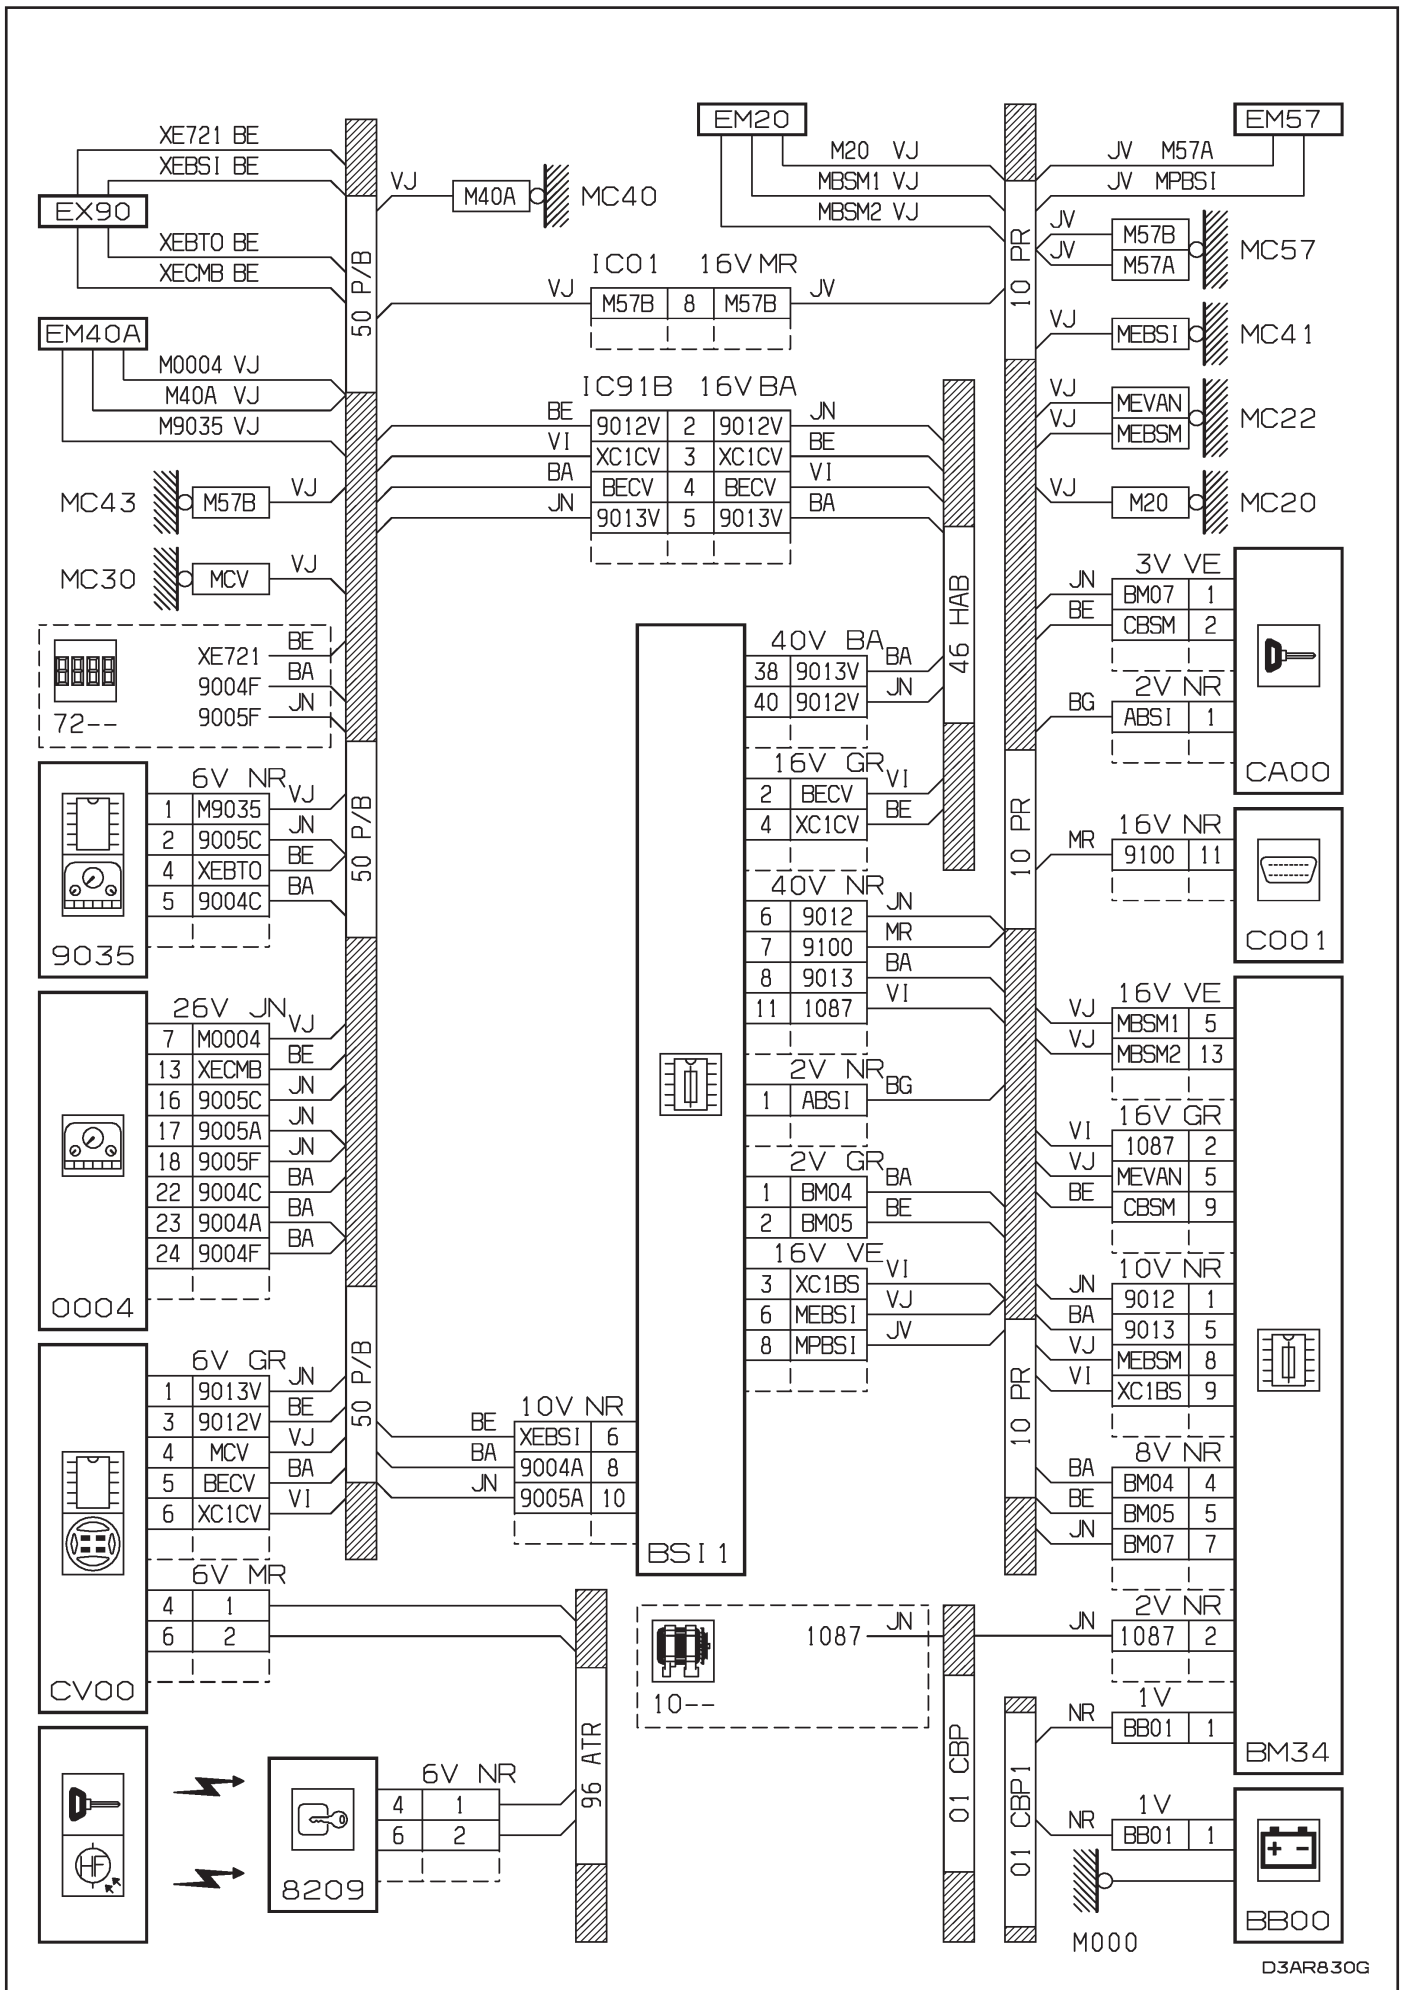 EM20
EM57
XE721 BE
XEBSI BE
EX90
XEBTO BE
XECMB BE
VJ M40A MC40
M20 VJ
MBSM1 VJ
MBSM2 VJ
JV M57A
JV MPBSI
JV M57B
JV M57A
MC57
50 P/B
10 PR
IC01 16V MR
VJ M57B 8 M57B JV
VJ MEBSI MC41
EM40A
M0004 VJ
M40A VJ
M9035 VJ
IC91B 16V BA
BE 9012V 2 9012V JN
VI XC1CV 3 XC1CV BE
BA BECV 4 BECV VI
JN 9013V 5 9013V BA
VJ MEVAN
VJ MEBSM
MC22
MC43 M57B VJ
VJ M20 MC20
MC30 MCV VJ
46 HAB
3V VE
JN BM07 1
BE CBSM 2
2V NR
BG ABSI 1
CA00
XE721 BE
9004F BA
9005F JN
72--
40V BA
38 9013V BA
40 9012V JN
16V GR
2 BECV VI
4 XC1CV BE
6V NR
1 M9035 VJ
2 9005C JN
4 XEBTO BE
5 9004C BA
9035
50 P/B
10 PR
16V NR
MR 9100 11
C001
40V NR
6 9012 JN
7 9100 MR
8 9013 BA
11 1087 VI
2V NR
1 ABSI BG
2V GR
1 BM04 BA
2 BM05 BE
16V VE
3 XC1BS VI
6 MEBSI VJ
8 MPBSI JV
26V JN
7 M0004 VJ
13 XECMB BE
16 9005C JN
17 9005A JN
18 9005F JN
22 9004C BA
23 9004A BA
24 9004F BA
0004
16V VE
VJ MBSM1 5
VJ MBSM2 13
16V GR
VI 1087 2
VJ MEVAN 5
BE CBSM 9
10V NR
JN 9012 1
BA 9013 5
VJ MEBSM 8
VI XC1BS 9
8V NR
BA BM04 4
BE BM05 5
JN BM07 7
2V NR
JN 1087 2
1V
NR BB01 1
BM34
10 PR
50 P/B
6V GR
1 9013V JN
3 9012V BE
4 MCV VJ
5 BECV BA
6 XC1CV VI
6V MR
4 1
6 2
CV00
10V NR
BE XEBSI 6
BA 9004A 8
JN 9005A 10
BSI1
1087 JN
10--
96 ATR
01 CBP
01 CBP1
HF
6V NR
4 1
6 2
8209
1V
NR BB01 1
+ -
BB00
M000
D3AR830G